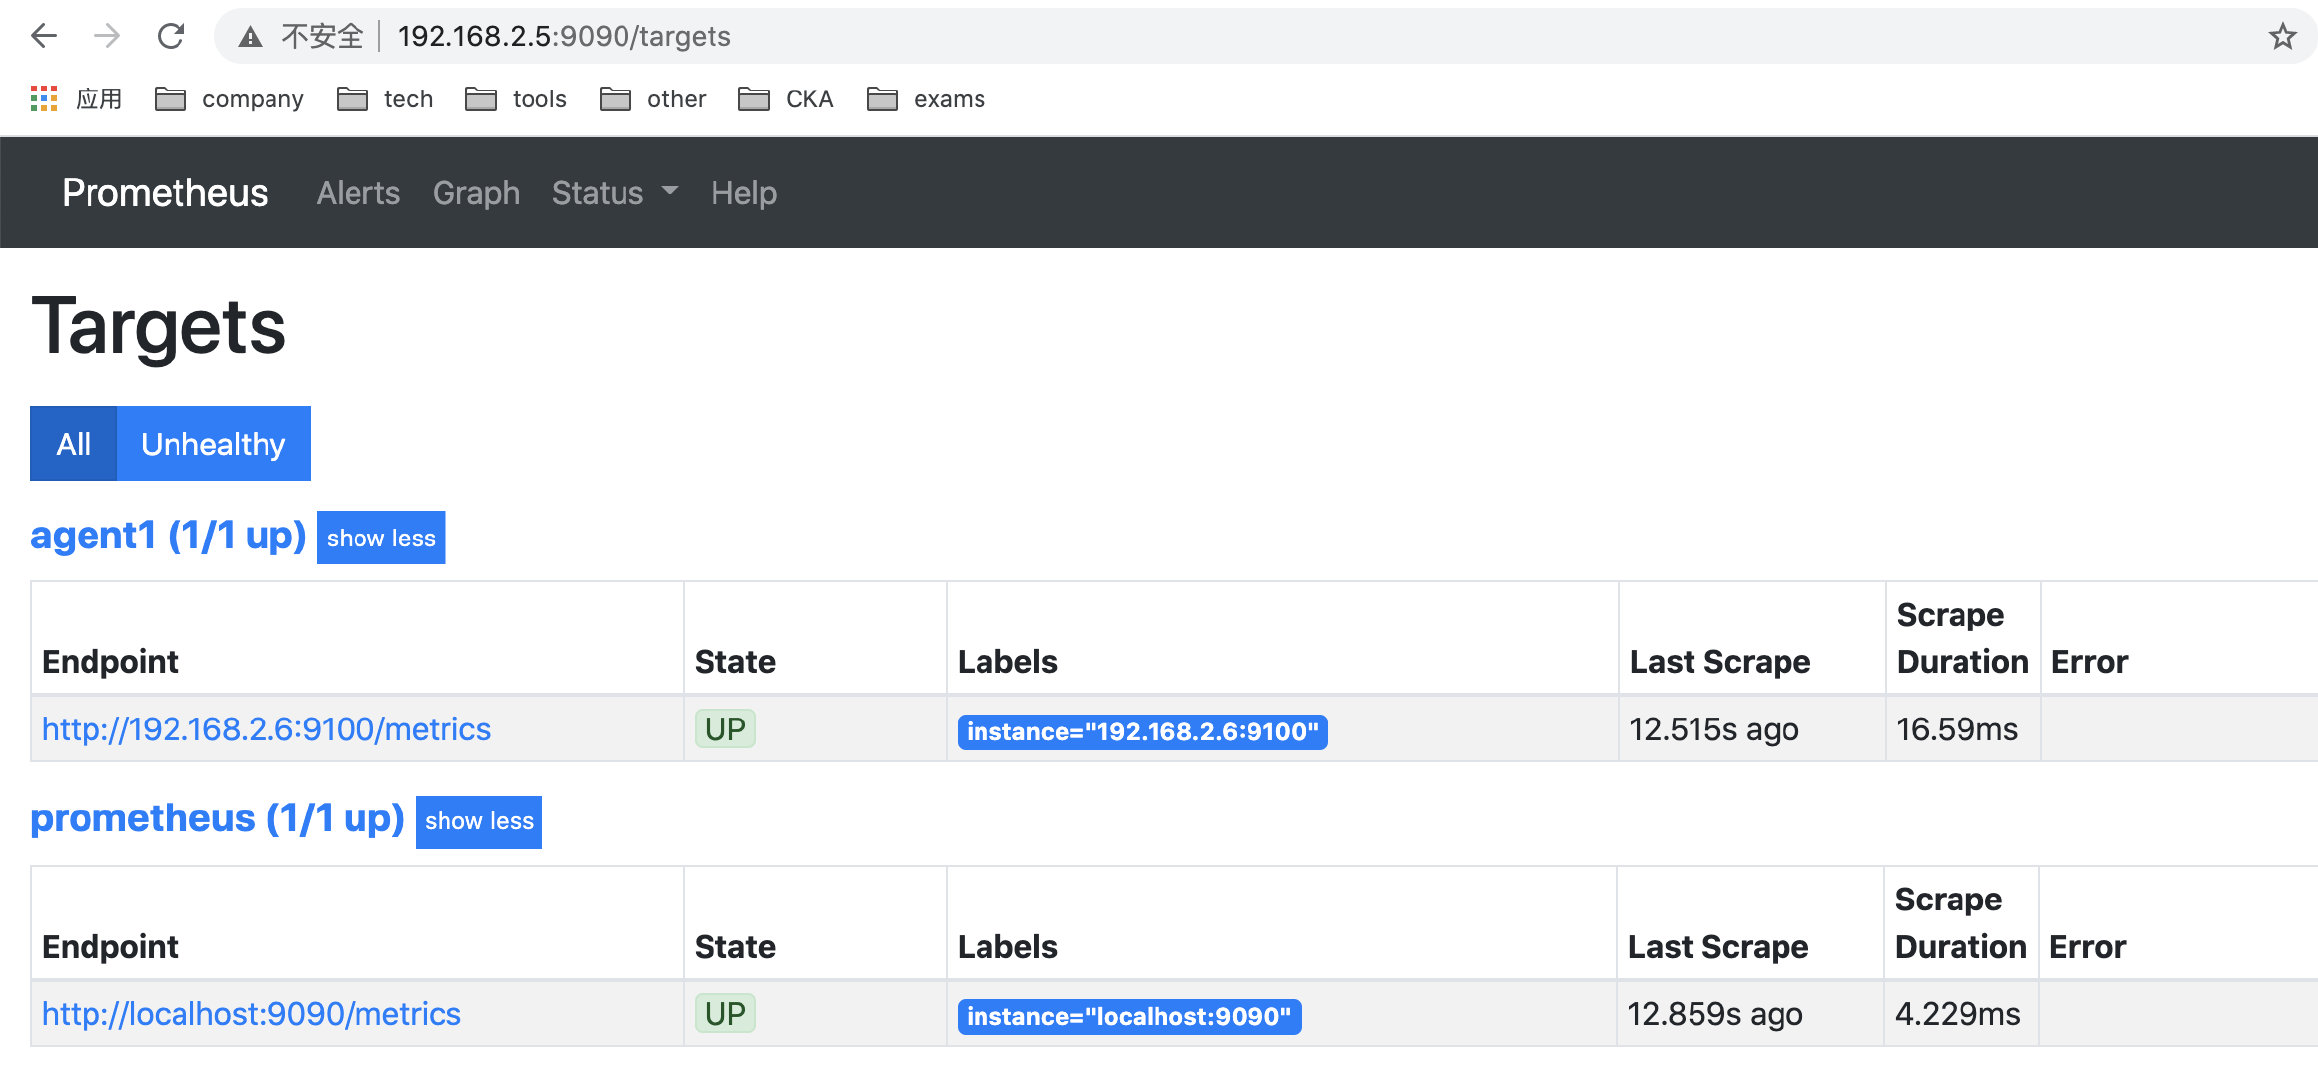 不安全 192.168.2.5:9090/targets
应用 company tech tools other CKA exams
Prometheus Alerts Graph Status Help
Targets
All Unhealthy
agent1 (1/1 up) show less
Endpoint State Labels Last Scrape Scrape Duration Error
http://192.168.2.6:9100/metrics UP instance="192.168.2.6:9100" 12.515s ago 16.59ms
prometheus (1/1 up) show less
Endpoint State Labels Last Scrape Scrape Duration Error
http://localhost:9090/metrics UP instance="localhost:9090" 12.859s ago 4.229ms